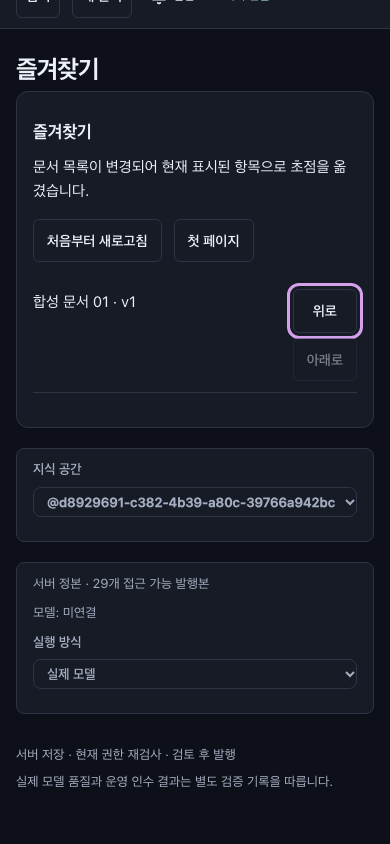 즐겨찾기
즐겨찾기
문서 목록이 변경되어 현재 표시된 항목으로 초점을 옮
겼습니다.
처음부터 새로고침
첫 페이지
합성 문서 01 · v1
위로
아래로
지식 공간
@d8929691-c382-4b39-a80c-39766a942bc
서버 정본 · 29개 접근 가능 발행본
모델: 미연결
실행 방식
실제 모델
서버 저장 · 현재 권한 재검사 · 검토 후 발행
실제 모델 품질과 운영 인수 결과는 별도 검증 기록을 따릅니다.